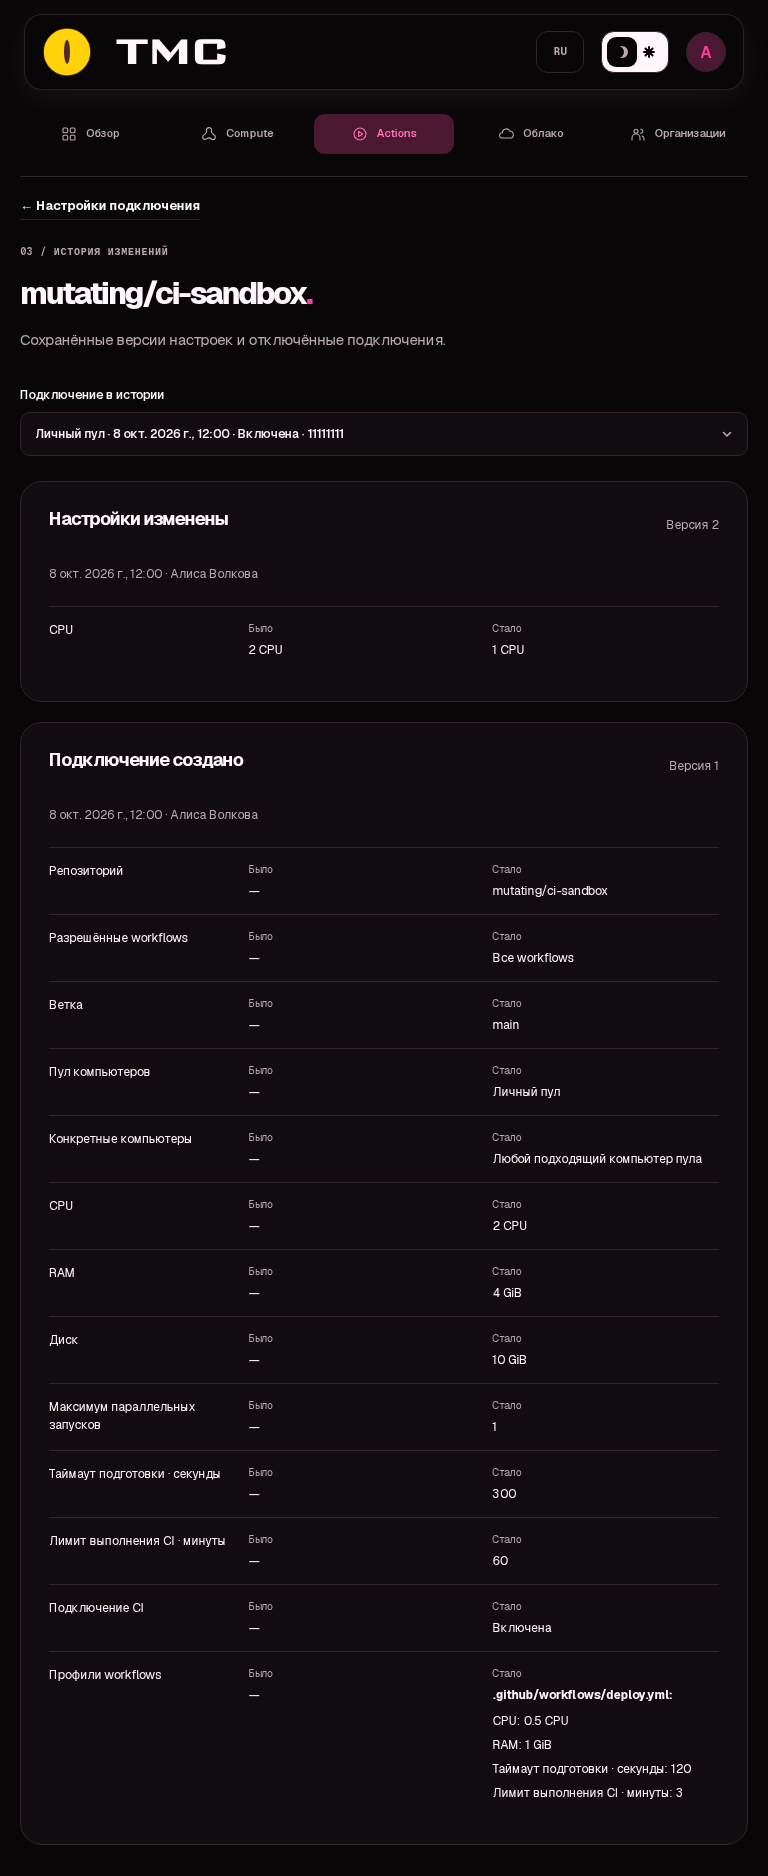 TMC
RU
A
Обзор
Compute
Actions
Облако
Организации
← Настройки подключения
03 / ИСТОРИЯ ИЗМЕНЕНИЙ
mutating/ci-sandbox.
Сохранённые версии настроек и отключённые подключения.
Подключение в истории
Личный пул · 8 окт. 2026 г., 12:00 · Включена · 11111111
Настройки изменены
Версия 2
8 окт. 2026 г., 12:00 · Алиса Волкова
CPU
Было
2 CPU
Стало
1 CPU
Подключение создано
Версия 1
8 окт. 2026 г., 12:00 · Алиса Волкова
Репозиторий
Было
—
Стало
mutating/ci-sandbox
Разрешённые workflows
Было
—
Стало
Все workflows
Ветка
Было
—
Стало
main
Пул компьютеров
Было
—
Стало
Личный пул
Конкретные компьютеры
Было
—
Стало
Любой подходящий компьютер пула
CPU
Было
—
Стало
2 CPU
RAM
Было
—
Стало
4 GiB
Диск
Было
—
Стало
10 GiB
Максимум параллельных
запусков
Было
—
Стало
1
Таймаут подготовки · секунды
Было
—
Стало
300
Лимит выполнения CI · минуты
Было
—
Стало
60
Подключение CI
Было
—
Стало
Включена
Профили workflows
Было
—
Стало
.github/workflows/deploy.yml:
CPU: 0.5 CPU
RAM: 1 GiB
Таймаут подготовки · секунды: 120
Лимит выполнения CI · минуты: 3